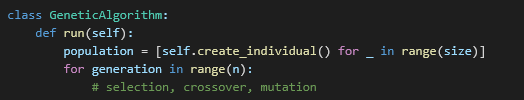 class GeneticAlgorithm:
    def run(self):
        population = [self.create_individual() for _ in range(size)]
        for generation in range(n):
            # selection, crossover, mutation